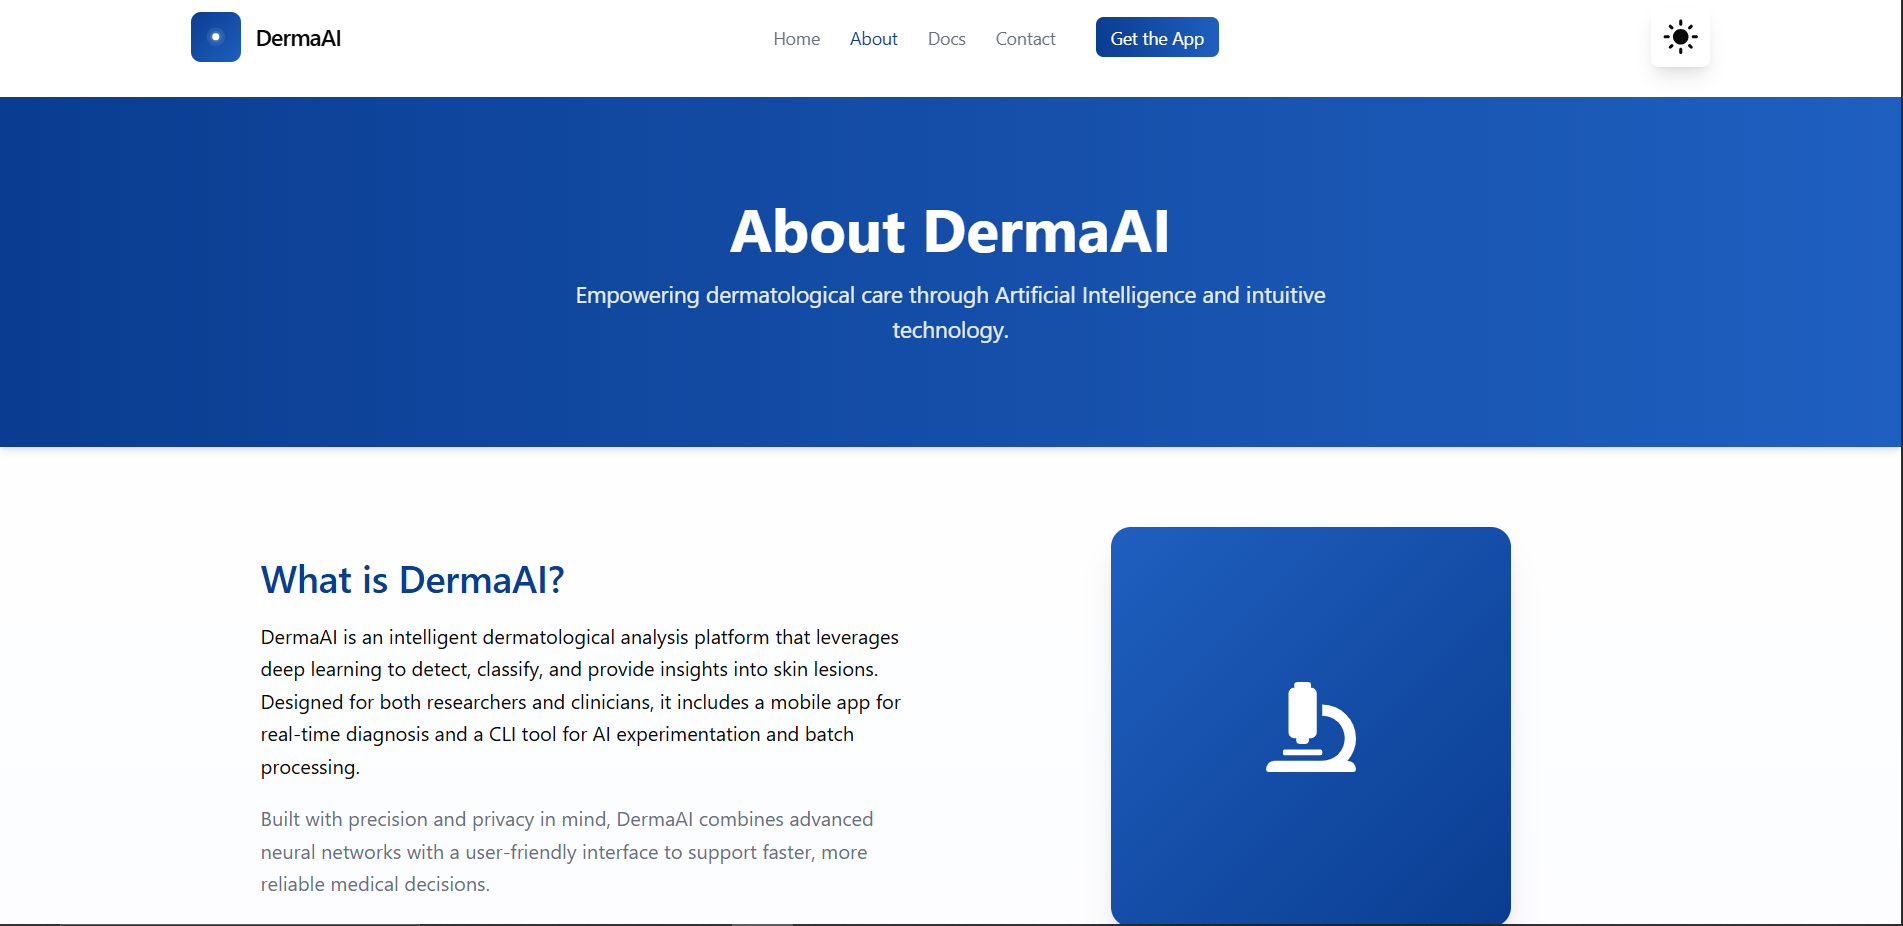 DermaAI
Home
About
Docs
Contact
Get the App
About DermaAI
Empowering dermatological care through Artificial Intelligence and intuitive
technology.
What is DermaAI?
DermaAI is an intelligent dermatological analysis platform that leverages
deep learning to detect, classify, and provide insights into skin lesions.
Designed for both researchers and clinicians, it includes a mobile app for
real-time diagnosis and a CLI tool for AI experimentation and batch
processing.
Built with precision and privacy in mind, DermaAI combines advanced
neural networks with a user-friendly interface to support faster, more
reliable medical decisions.